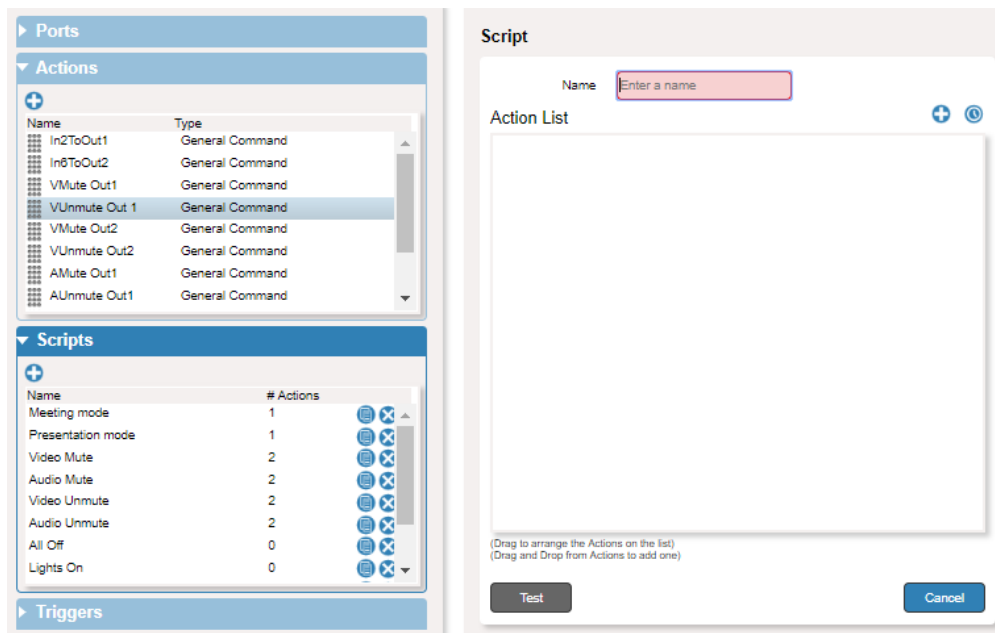 Ports
Actions
Name Type
In2ToOut1 General Command
In6ToOut2 General Command
VMute Out1 General Command
VUnmute Out 1 General Command
VMute Out2 General Command
VUnmute Out2 General Command
AMute Out1 General Command
AUnmute Out1 General Command
Scripts
Name # Actions
Meeting mode 1
Presentation mode 1
Video Mute 2
Audio Mute 2
Video Unmute 2
Audio Unmute 2
All Off 0
Lights On 0
Triggers
Script
Name Enter a name
Action List
(Drag to arrange the Actions on the list)
(Drag and Drop from Actions to add one)
Test Cancel